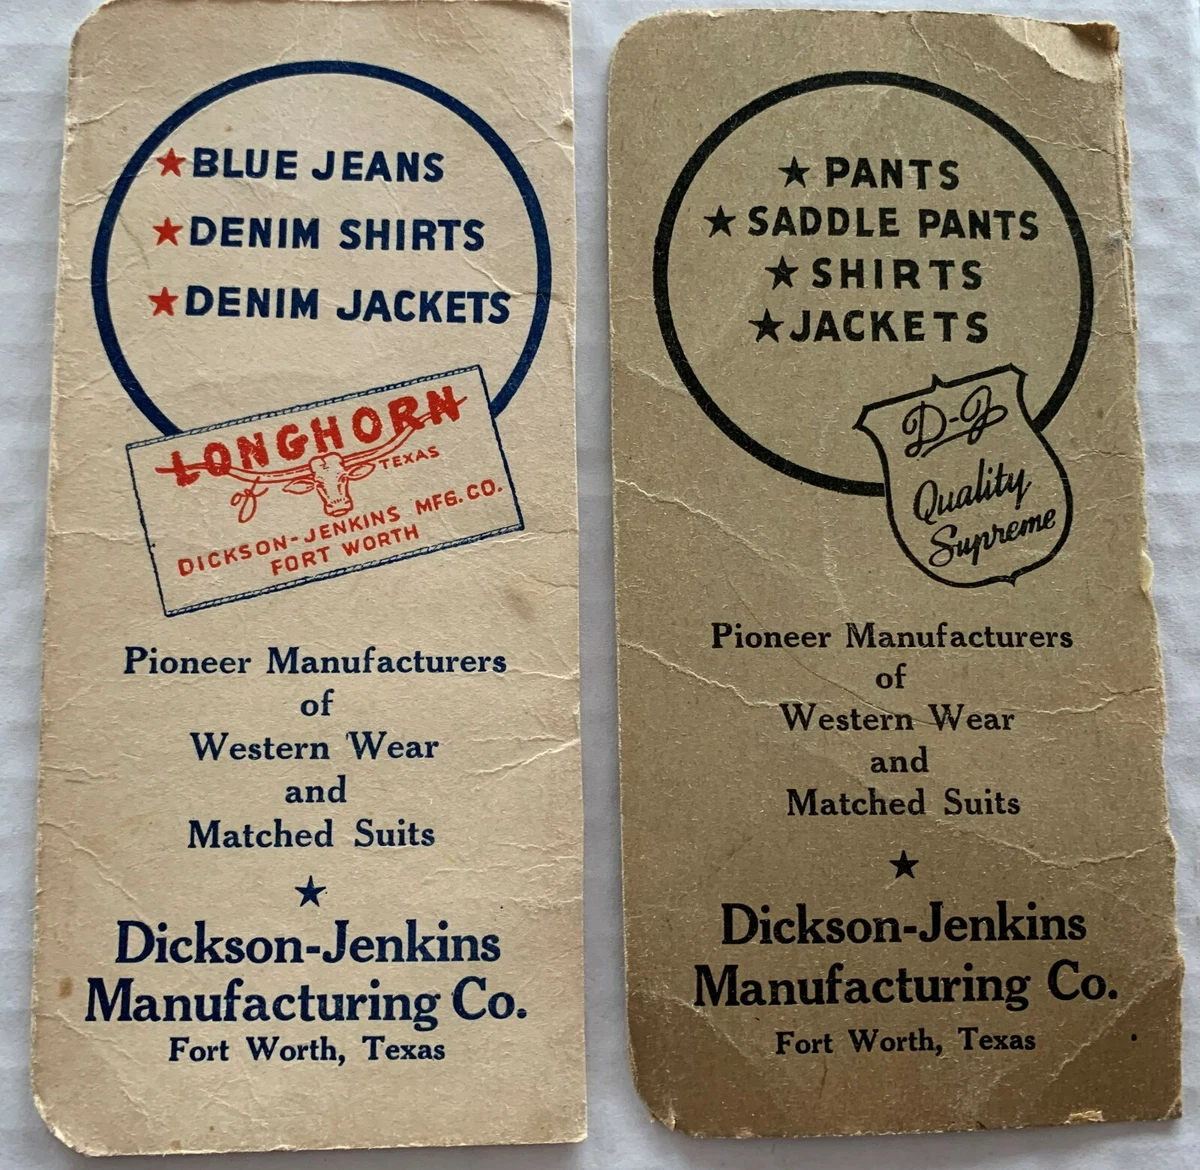 ★BLUE JEANS
★DENIM SHIRTS
★DENIM JACKETS
LONGHORN
of TEXAS
DICKSON-JENKINS MFG. CO.
FORT WORTH
Pioneer Manufacturers
of
Western Wear
and
Matched Suits
★
Dickson-Jenkins
Manufacturing Co.
Fort Worth, Texas
★ PANTS
★ SADDLE PANTS
★ SHIRTS
★ JACKETS
D-J
Quality
Supreme
Pioneer Manufacturers
of
Western Wear
and
Matched Suits
★
Dickson-Jenkins
Manufacturing Co.
Fort Worth, Texas